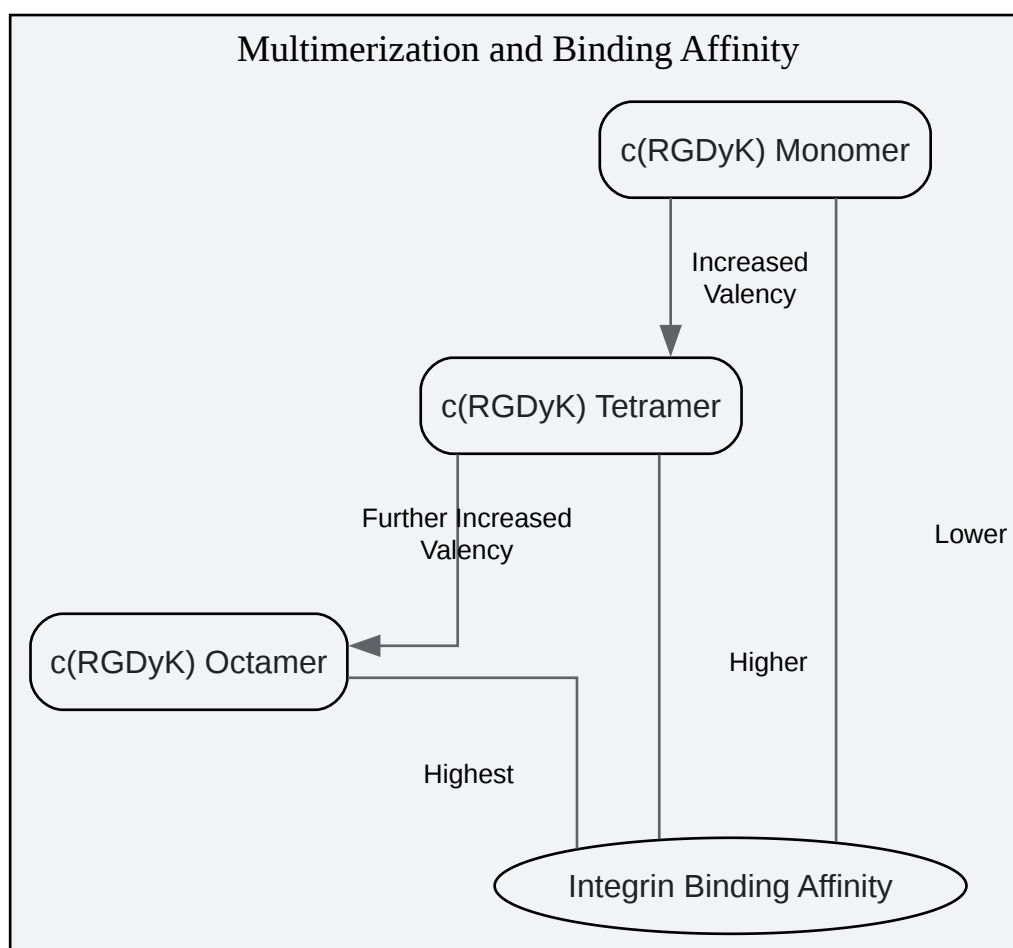 Multimerization and Binding Affinity
c(RGDyK) Monomer
Increased
Valency
c(RGDyK) Tetramer
Further Increased
Valency
Lower
c(RGDyK) Octamer
Higher
Highest
Integrin Binding Affinity